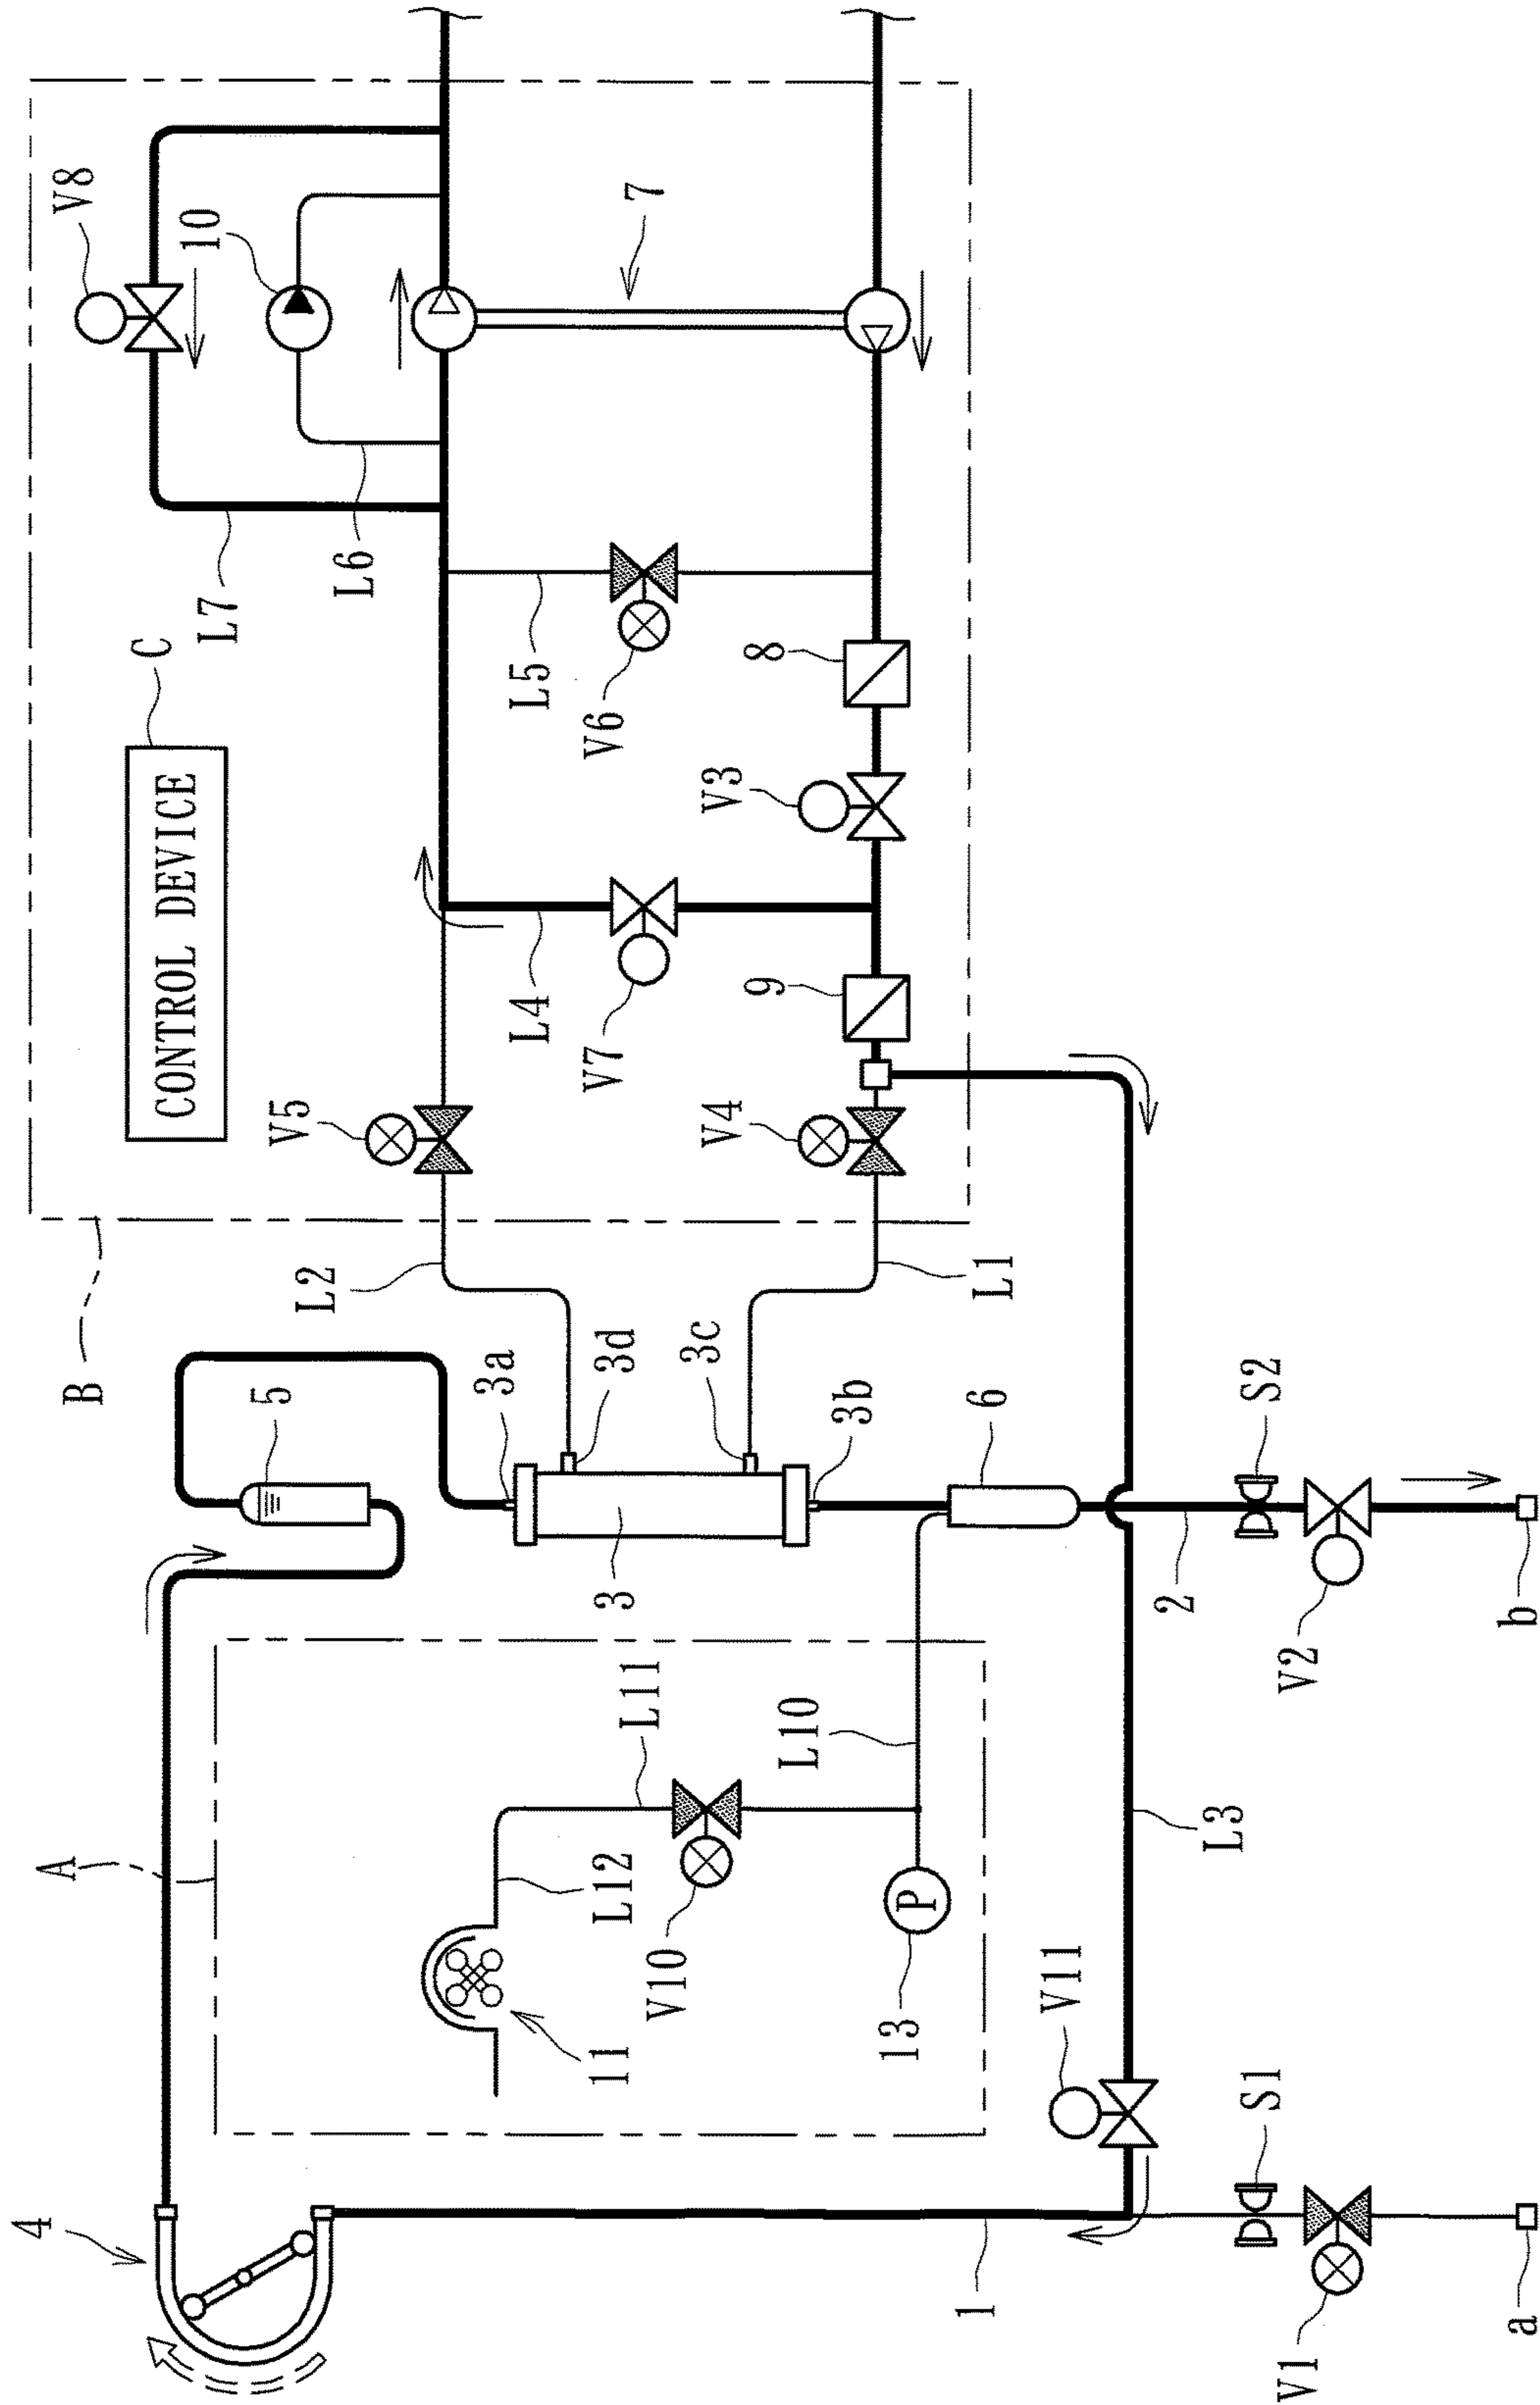 4
A
V8
B
C
CONTROL DEVICE
10
L7
5
V5
L2
L6
3a
L4
L5
V7
V6
11
L12
3
3d
L11
7
V10
3c
V4
V3
9
8
L10
3b
13
P
1
6
L1
V11
2
L3
S1
S2
V1
V2
a
b